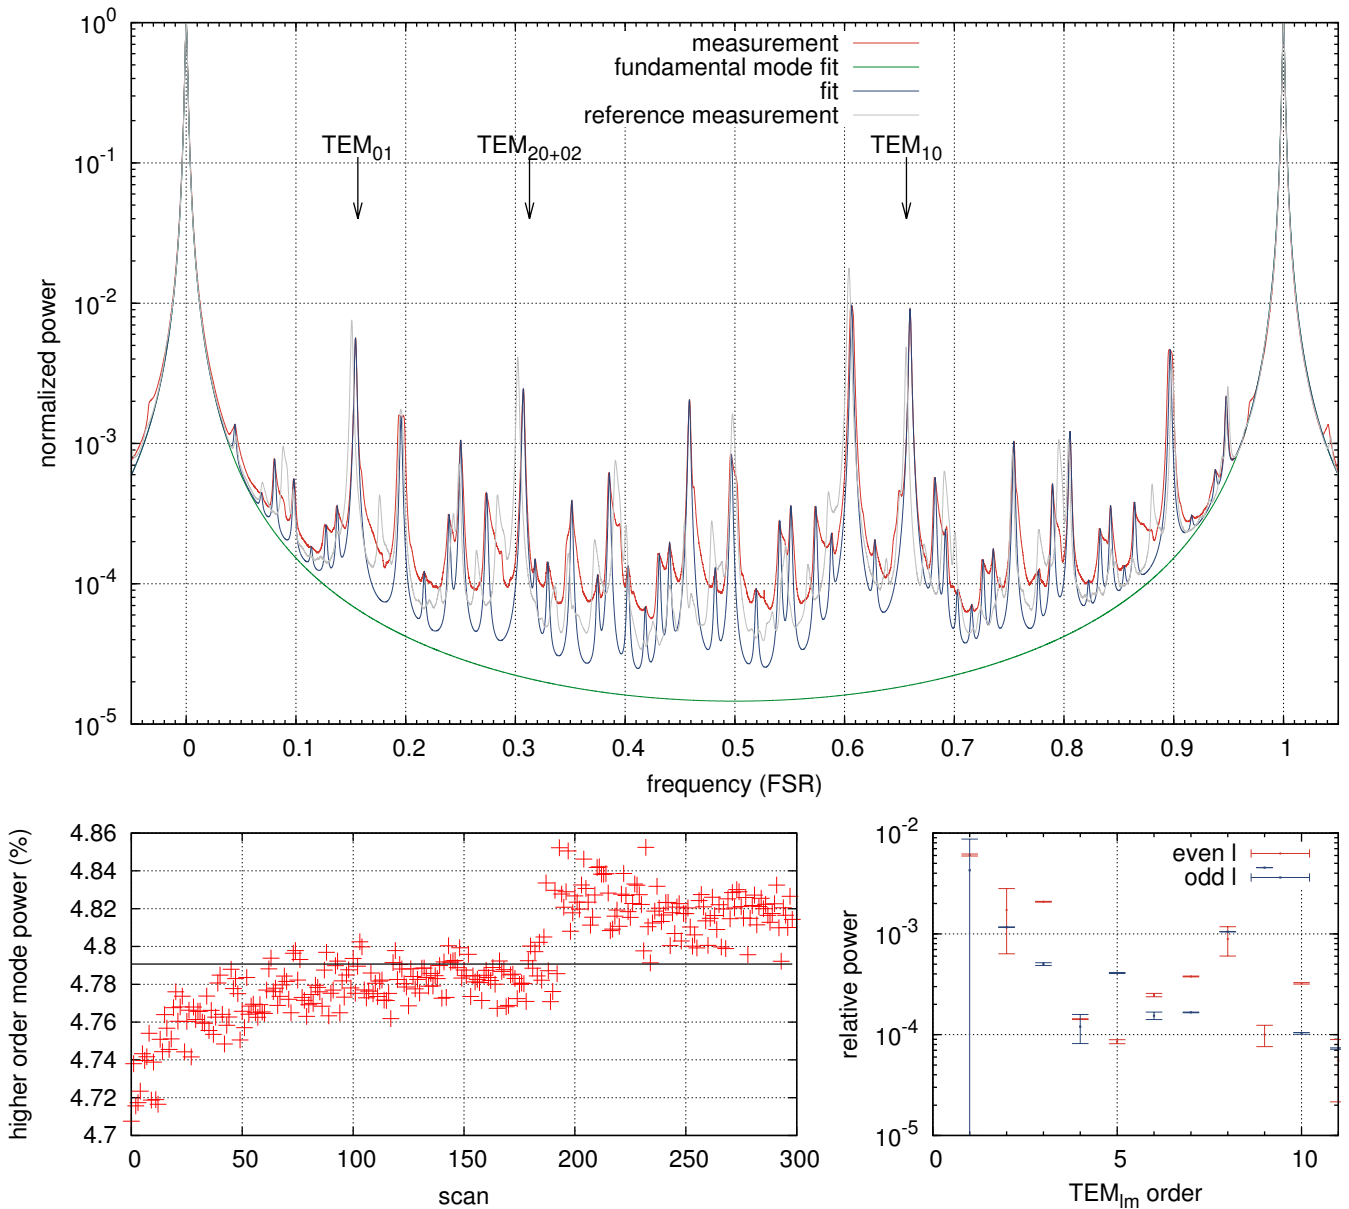 measurement
fundamental mode fit
fit
reference measurement
10^0
10^-1
10^-2
10^-3
10^-4
10^-5
normalized power
TEM_01
TEM_20+02
TEM_10
0 0.1 0.2 0.3 0.4 0.5 0.6 0.7 0.8 0.9 1
frequency (FSR)
higher order mode power (%)
4.86
4.84
4.82
4.8
4.78
4.76
4.74
4.72
4.7
0 50 100 150 200 250 300
scan
relative power
10^-2
10^-3
10^-4
10^-5
even l
odd l
0 5 10
TEM_lm order